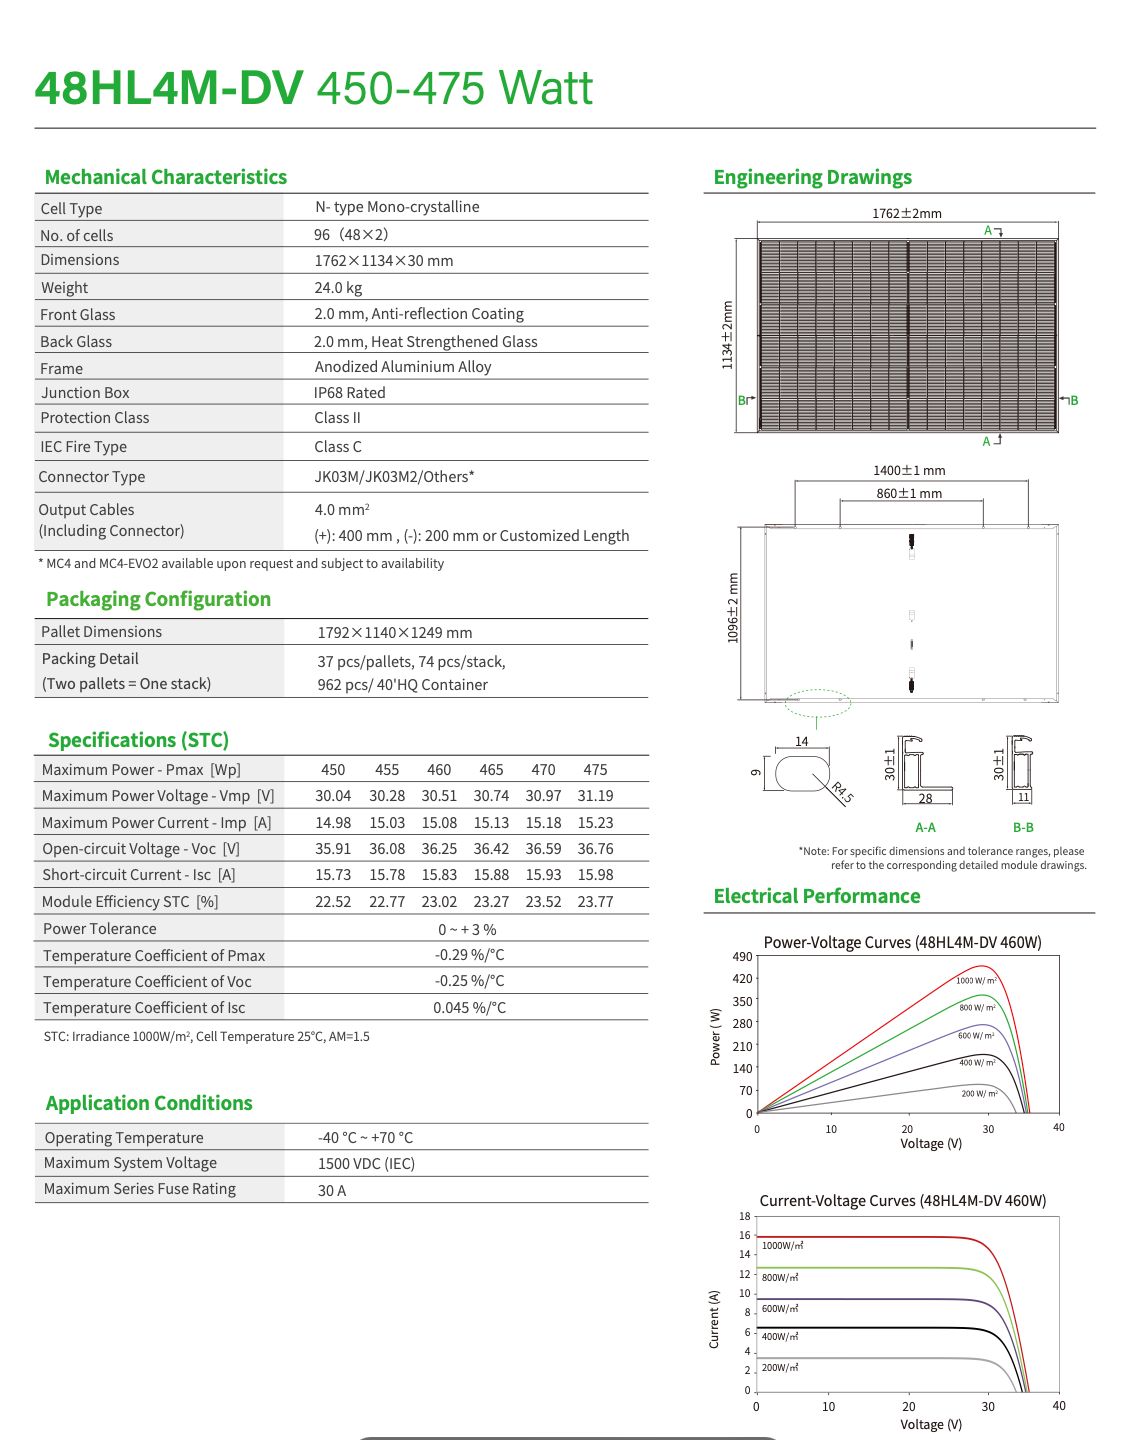 48HL4M-DV 450-475 Watt
Mechanical Characteristics
Cell Type N- type Mono-crystalline
No. of cells 96（48×2）
Dimensions 1762×1134×30 mm
Weight 24.0 kg
Front Glass 2.0 mm, Anti-reflection Coating
Back Glass 2.0 mm, Heat Strengthened Glass
Frame Anodized Aluminium Alloy
Junction Box IP68 Rated
Protection Class Class II
IEC Fire Type Class C
Connector Type JK03M/JK03M2/Others*
Output Cables 4.0 mm²
(Including Connector) (+): 400 mm , (-): 200 mm or Customized Length
* MC4 and MC4-EVO2 available upon request and subject to availability
Packaging Configuration
Pallet Dimensions 1792×1140×1249 mm
Packing Detail 37 pcs/pallets, 74 pcs/stack,
(Two pallets = One stack) 962 pcs/ 40'HQ Container
Specifications (STC)
Maximum Power - Pmax [Wp] 450 455 460 465 470 475
Maximum Power Voltage - Vmp [V] 30.04 30.28 30.51 30.74 30.97 31.19
Maximum Power Current - Imp [A] 14.98 15.03 15.08 15.13 15.18 15.23
Open-circuit Voltage - Voc [V] 35.91 36.08 36.25 36.42 36.59 36.76
Short-circuit Current - Isc [A] 15.73 15.78 15.83 15.88 15.93 15.98
Module Efficiency STC [%] 22.52 22.77 23.02 23.27 23.52 23.77
Power Tolerance 0 ~ + 3 %
Temperature Coefficient of Pmax -0.29 %/°C
Temperature Coefficient of Voc -0.25 %/°C
Temperature Coefficient of Isc 0.045 %/°C
STC: Irradiance 1000W/m², Cell Temperature 25°C, AM=1.5
Application Conditions
Operating Temperature -40 °C ~ +70 °C
Maximum System Voltage 1500 VDC (IEC)
Maximum Series Fuse Rating 30 A
Engineering Drawings
1762±2mm
A
1134±2mm
B B
A
1400±1 mm
860±1 mm
1096±2 mm
14
9
R4.5
30±1
28
A-A
30±1
11
B-B
*Note: For specific dimensions and tolerance ranges, please
refer to the corresponding detailed module drawings.
Electrical Performance
Power-Voltage Curves (48HL4M-DV 460W)
Power ( W)
490
420
350
280
210
140
70
0
1000 W/ m²
800 W/ m²
600 W/ m²
400 W/ m²
200 W/ m²
0 10 20 30 40
Voltage (V)
Current-Voltage Curves (48HL4M-DV 460W)
Current (A)
18
16
14
12
10
8
6
4
2
0
1000W/㎡
800W/㎡
600W/㎡
400W/㎡
200W/㎡
0 10 20 30 40
Voltage (V)